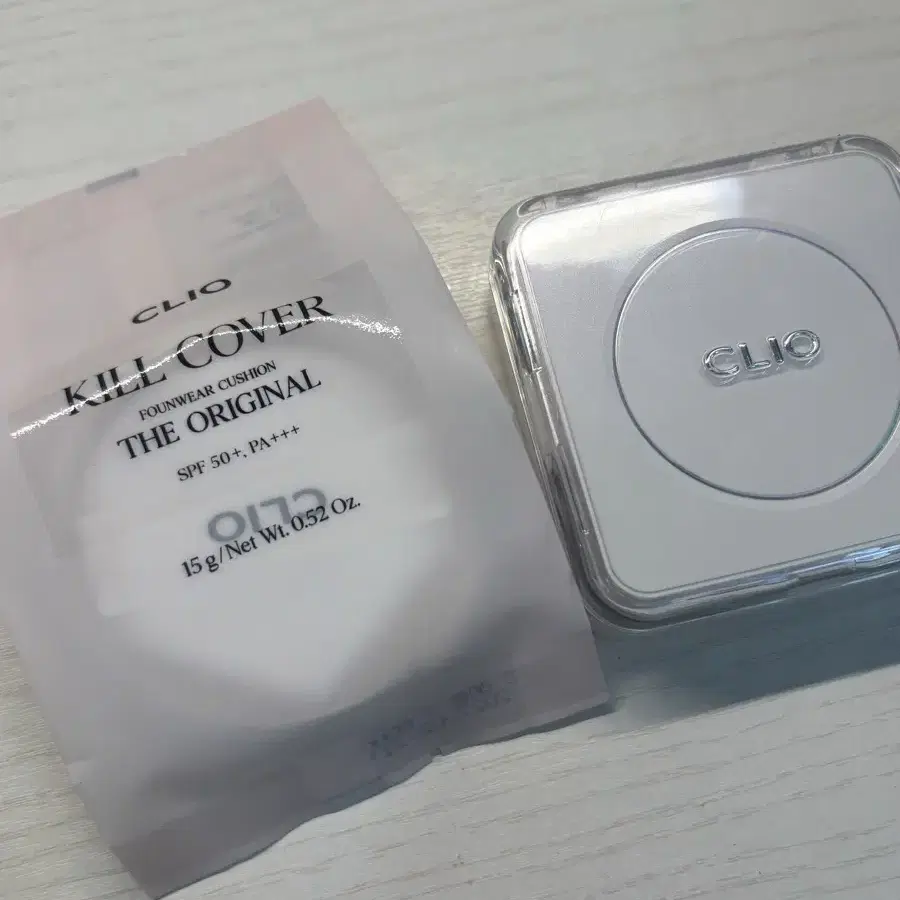 CLIO
KILL COVER
FOUNWEAR CUSHION
THE ORIGINAL
SPF 50+, PA+++
CLIO
15 g/Net Wt. 0.52 Oz.
CLIO